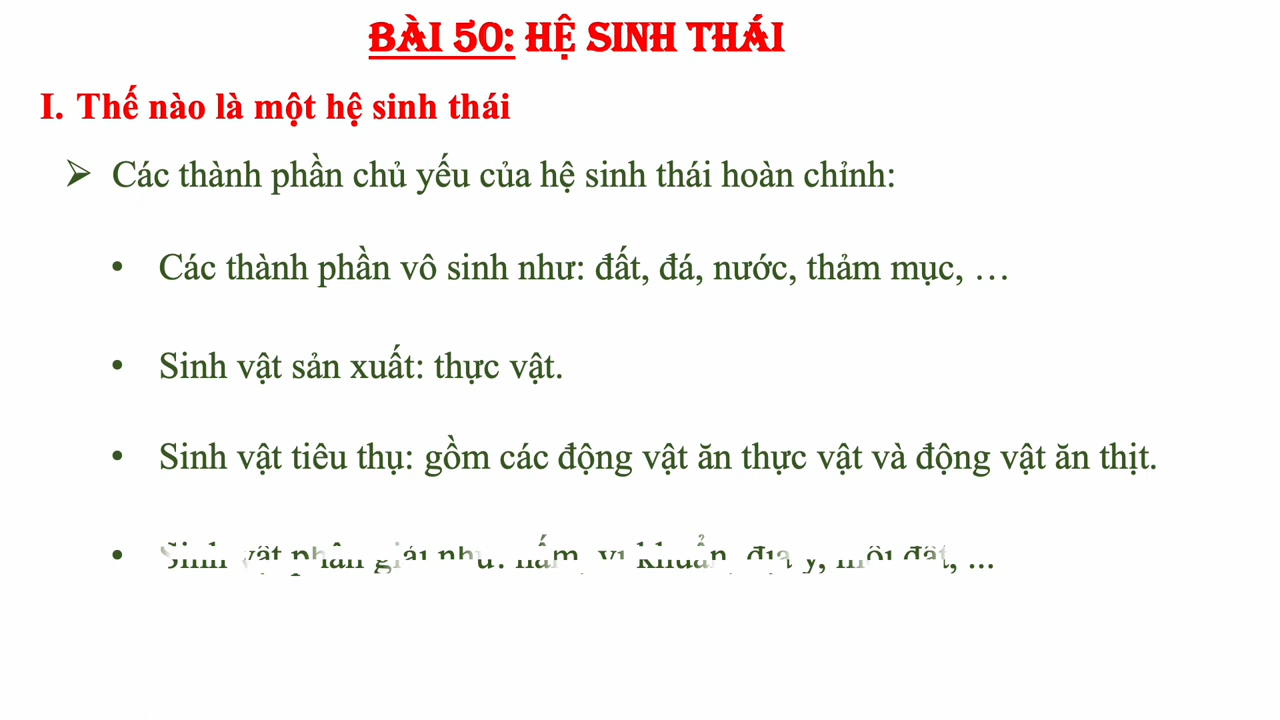 BÀI 50: HỆ SINH THÁI
I. Thế nào là một hệ sinh thái
➢ Các thành phần chủ yếu của hệ sinh thái hoàn chỉnh:
• Các thành phần vô sinh như: đất, đá, nước, thảm mục, …
• Sinh vật sản xuất: thực vật.
• Sinh vật tiêu thụ: gồm các động vật ăn thực vật và động vật ăn thịt.
• Sinh vật phân giải như: nấm, vi khuẩn, địa y, mối đất, ...